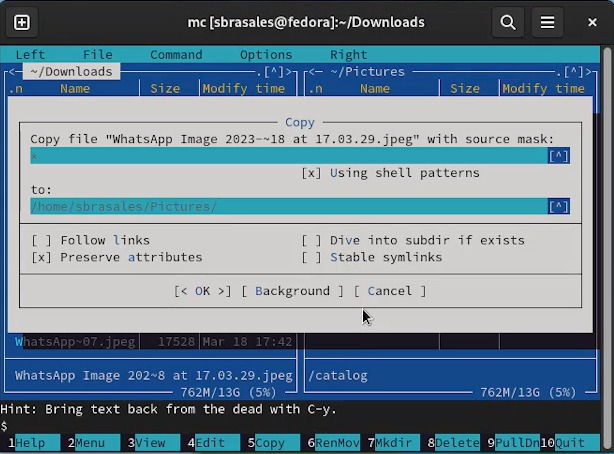 mc [sbrasales@fedora]:~/Downloads
Left File Command Options Right
<— ~/Downloads .[^]> <— ~/Pictures .[^]>
.n Name Size Modify time .n Name Size Modify time
Copy
Copy file "WhatsApp Image 2023-~18 at 17.03.29.jpeg" with source mask:
* [^]
[x] Using shell patterns
to:
/home/sbrasales/Pictures/ [^]
[ ] Follow links [ ] Dive into subdir if exists
[x] Preserve attributes [ ] Stable symlinks
[< OK >] [ Background ] [ Cancel ]
WhatsApp~07.jpeg 17528 Mar 18 17:42
WhatsApp Image 202~8 at 17.03.29.jpeg /catalog
762M/13G (5%) 762M/13G (5%)
Hint: Bring text back from the dead with C-y.
$
1Help 2Menu 3View 4Edit 5Copy 6RenMov 7Mkdir 8Delete 9PullDn 10Quit